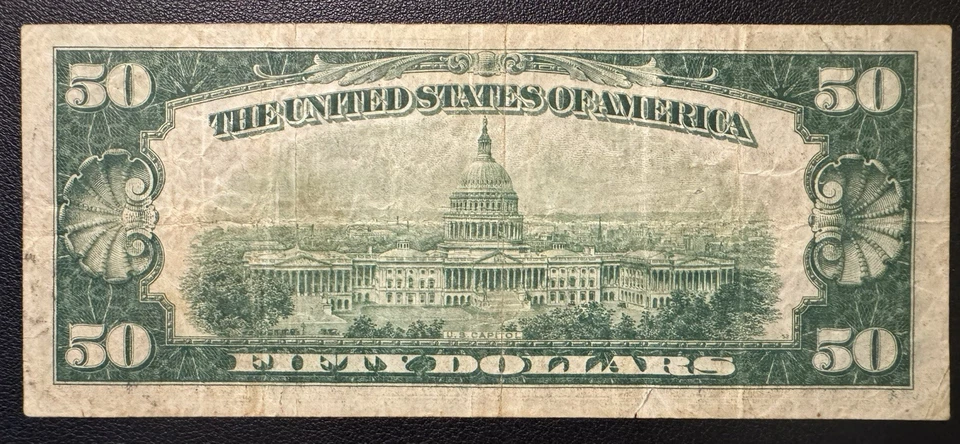 50 50
THE UNITED STATES OF AMERICA
U.S. CAPITOL
50 50
FIFTY DOLLARS